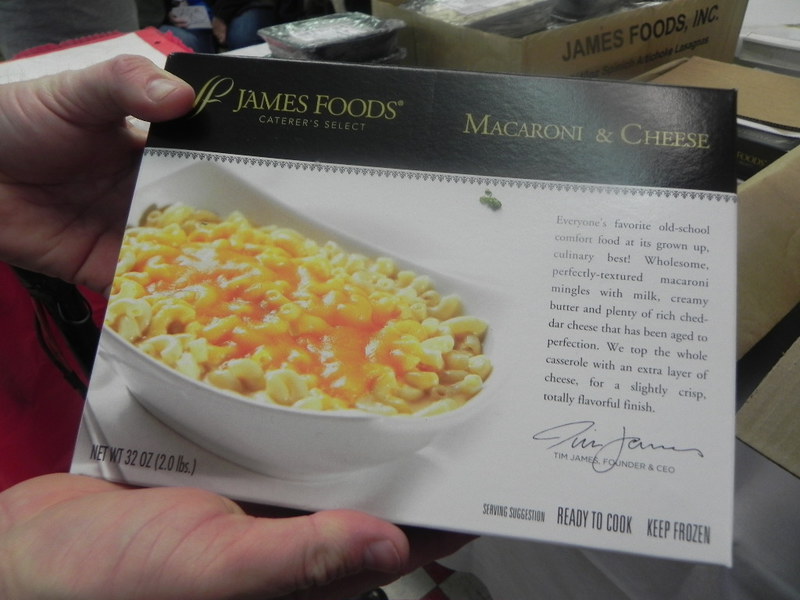 JAMES FOODS, INC.
Artichoke Lasagnas
JAMES FOODS®
CATERER'S SELECT
MACARONI & CHEESE
Everyone's favorite old-school
comfort food at its grown up,
culinary best! Wholesome,
perfectly-textured macaroni
mingles with milk, creamy
butter and plenty of rich ched-
dar cheese that has been aged to
perfection. We top the whole
casserole with an extra layer of
cheese, for a slightly crisp,
totally flavorful finish.
Tim James
TIM JAMES, FOUNDER & CEO
NET WT 32 OZ (2.0 lbs.)
SERVING SUGGESTION READY TO COOK KEEP FROZEN